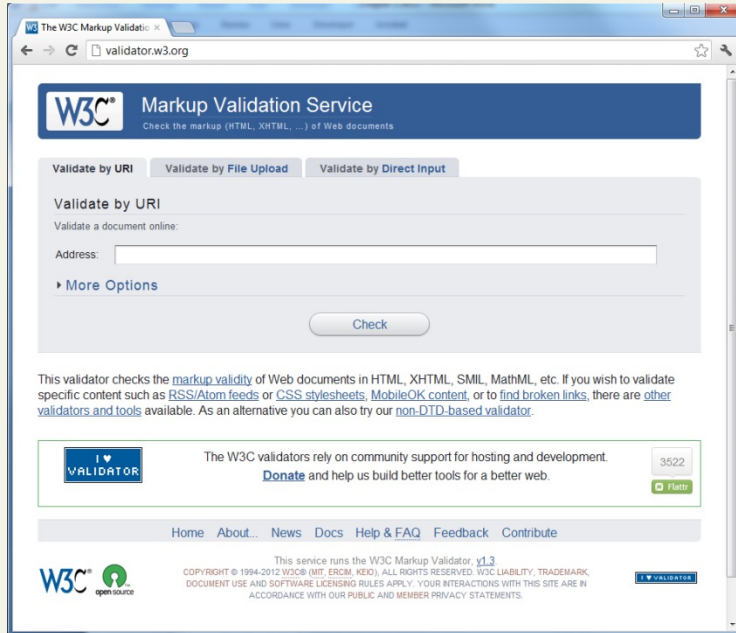 The W3C Markup Validatio
validator.w3.org
W3C®
Markup Validation Service
Check the markup (HTML, XHTML, ...) of Web documents
Validate by URI Validate by File Upload Validate by Direct Input
Validate by URI
Validate a document online:
Address:
More Options
Check
This validator checks the markup validity of Web documents in HTML, XHTML, SMIL, MathML, etc. If you wish to validate
specific content such as RSS/Atom feeds or CSS stylesheets, MobileOK content, or to find broken links, there are other
validators and tools available. As an alternative you can also try our non-DTD-based validator.
I ♥
VALIDATOR
The W3C validators rely on community support for hosting and development.
Donate and help us build better tools for a better web.
3522
Flattr
Home About... News Docs Help & FAQ Feedback Contribute
W3C®
open source
This service runs the W3C Markup Validator, v1.3.
COPYRIGHT © 1994-2012 W3C® (MIT, ERCIM, KEIO), ALL RIGHTS RESERVED. W3C LIABILITY, TRADEMARK,
DOCUMENT USE AND SOFTWARE LICENSING RULES APPLY. YOUR INTERACTIONS WITH THIS SITE ARE IN
ACCORDANCE WITH OUR PUBLIC AND MEMBER PRIVACY STATEMENTS.
I ♥ VALIDATOR